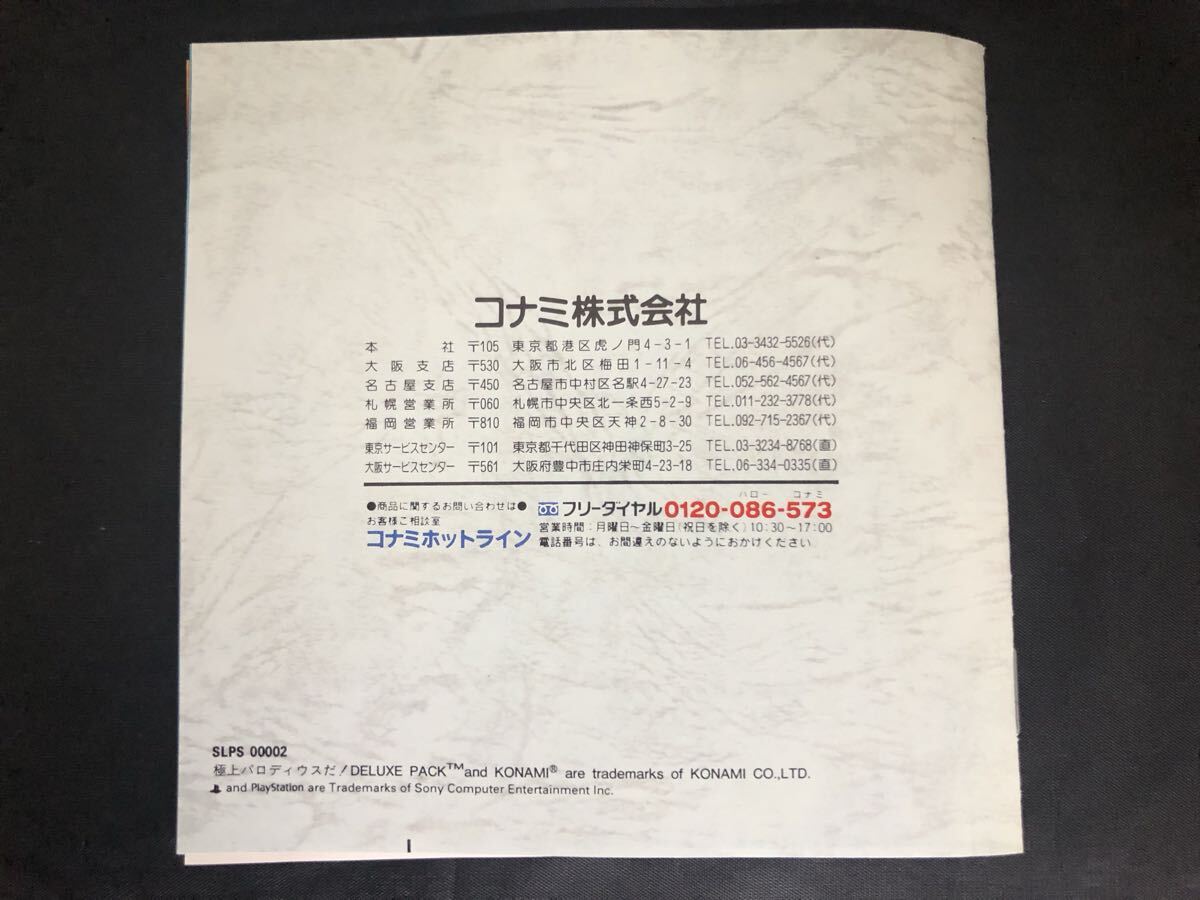 コナミ株式会社
本社 〒105 東京都港区虎ノ門4-3-1 TEL.03-3432-5526(代)
大阪支店 〒530 大阪市北区梅田1-11-4 TEL.06-456-4567(代)
名古屋支店 〒450 名古屋市中村区名駅4-27-23 TEL.052-562-4567(代)
札幌営業所 〒060 札幌市中央区北一条西5-2-9 TEL.011-232-3778(代)
福岡営業所 〒810 福岡市中央区天神2-8-30 TEL.092-715-2367(代)
東京サービスセンター 〒101 東京都千代田区神田神保町3-25 TEL.03-3234-8768(直)
大阪サービスセンター 〒561 大阪府豊中市庄内栄町4-23-18 TEL.06-334-0335(直)
●商品に関するお問い合わせは●
お客様ご相談室
コナミホットライン
ハロー コナミ
フリーダイヤル0120-086-573
営業時間:月曜日~金曜日(祝日を除く)10:30~17:00
電話番号は、お間違えのないようにおかけください。
SLPS 00002
極上パロディウスだ!DELUXE PACK™ and KONAMI® are trademarks of KONAMI CO.,LTD.
and PlayStation are Trademarks of Sony Computer Entertainment Inc.